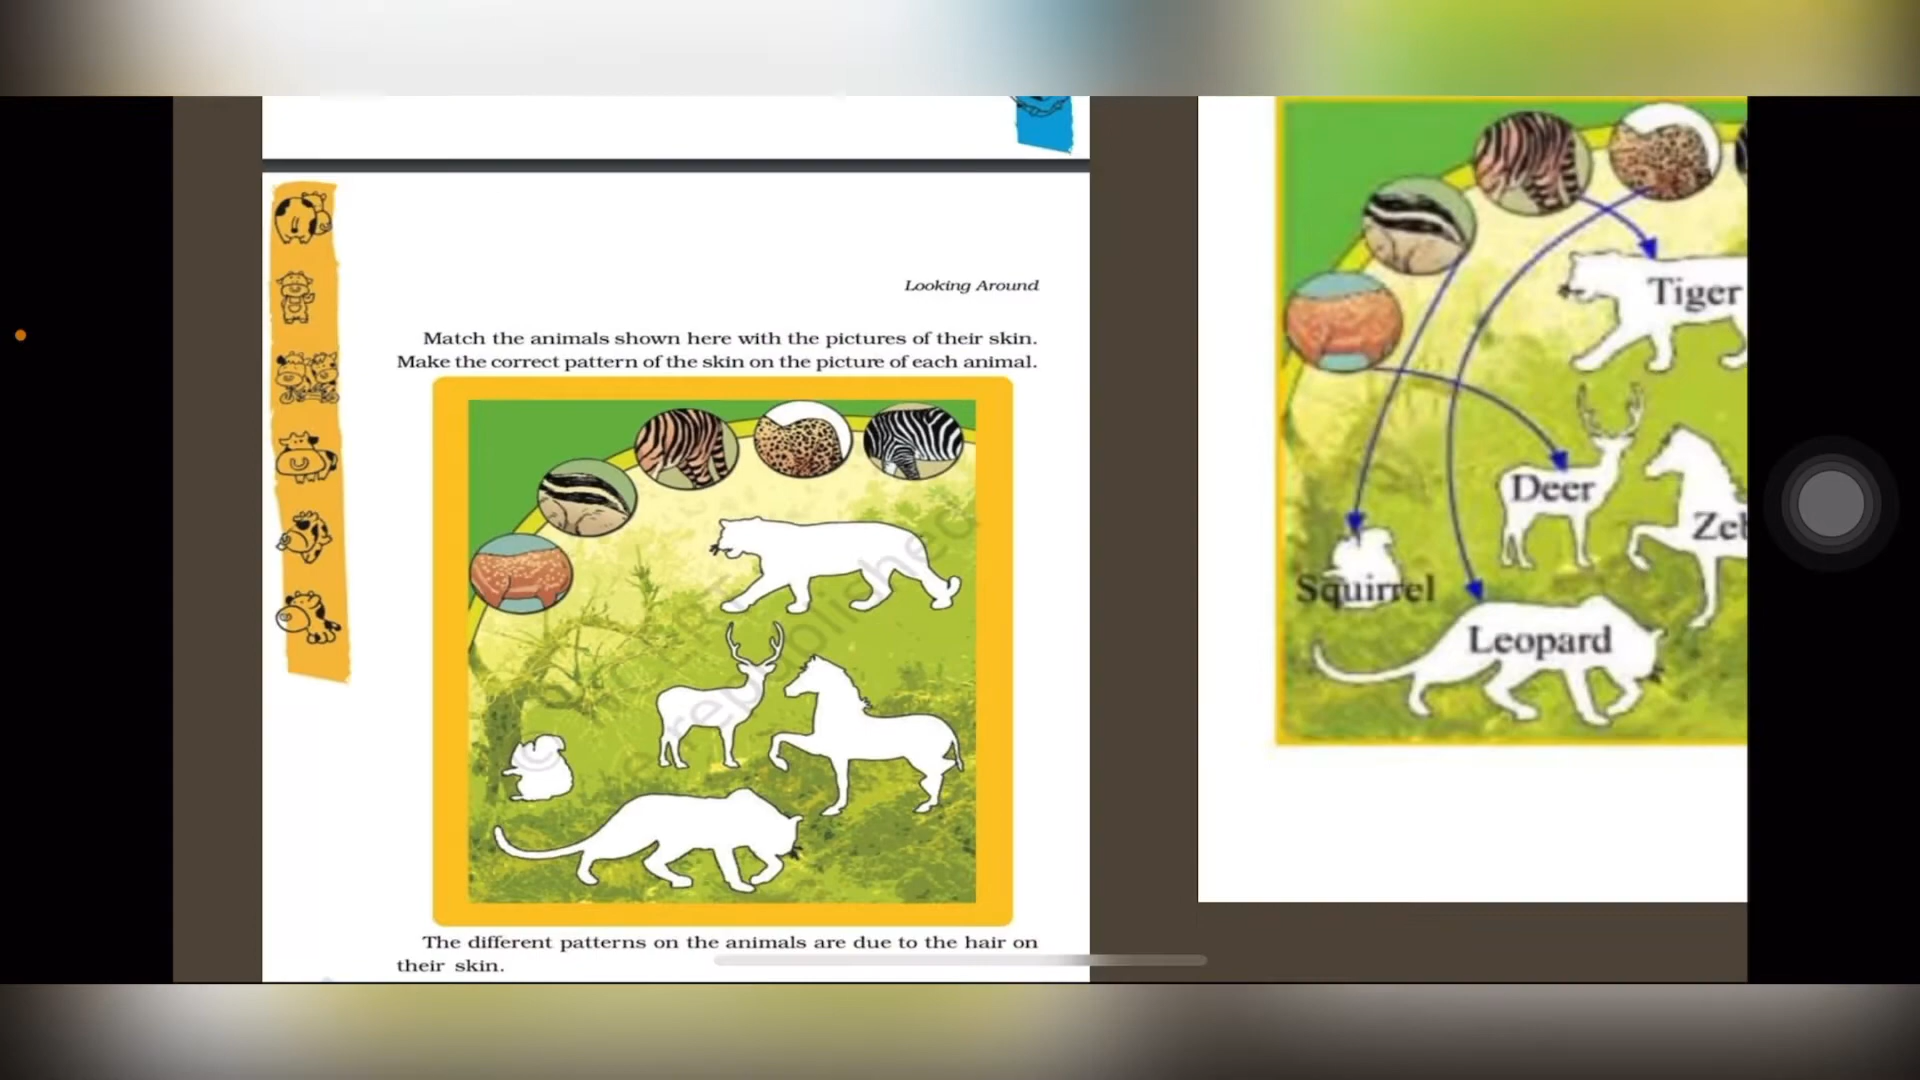 Looking Around
Match the animals shown here with the pictures of their skin.
Make the correct pattern of the skin on the picture of each animal.
republished
The different patterns on the animals are due to the hair on
their skin.
Tiger
Deer
Zeb
Squirrel
Leopard